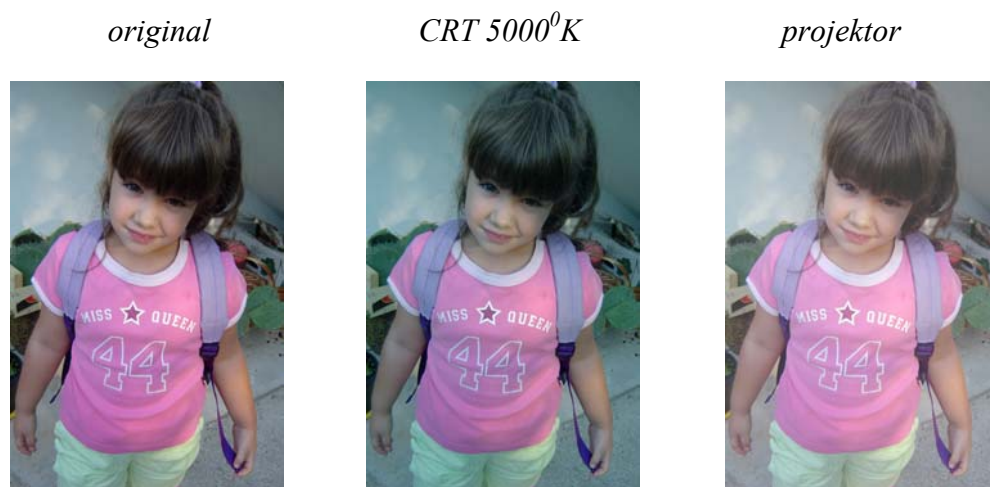 original CRT 5000⁰K projektor
MISS ☆ QUEEN MISS ☆ QUEEN MISS ☆ QUEEN
44 44 44